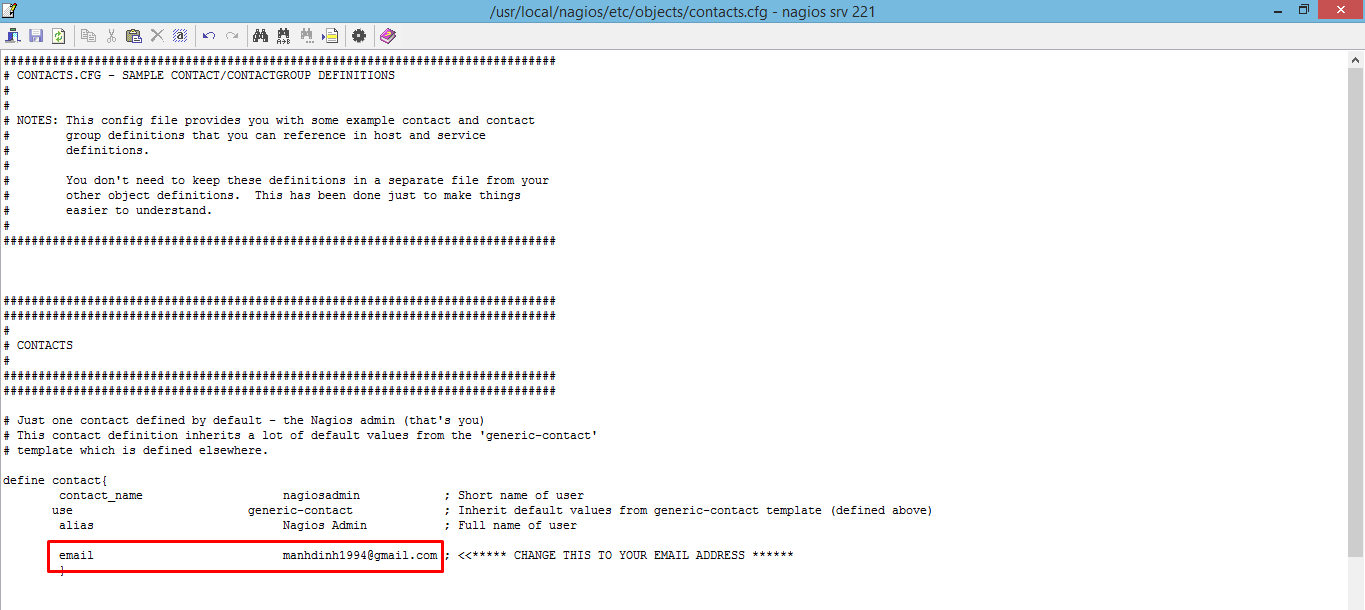 /usr/local/nagios/etc/objects/contacts.cfg - nagios srv 221
###############################################################################
# CONTACTS.CFG - SAMPLE CONTACT/CONTACTGROUP DEFINITIONS
#
#
# NOTES: This config file provides you with some example contact and contact
#        group definitions that you can reference in host and service
#        definitions.
#
#        You don't need to keep these definitions in a separate file from your
#        other object definitions.  This has been done just to make things
#        easier to understand.
#
###############################################################################
###############################################################################
###############################################################################
#
# CONTACTS
#
###############################################################################
###############################################################################
# Just one contact defined by default - the Nagios admin (that's you)
# This contact definition inherits a lot of default values from the 'generic-contact'
# template which is defined elsewhere.
define contact{
        contact_name                    nagiosadmin            ; Short name of user
       use                         generic-contact             ; Inherit default values from generic-contact template (defined above)
        alias                           Nagios Admin           ; Full name of user
        email                           manhdinh1994@gmail.com ; <<***** CHANGE THIS TO YOUR EMAIL ADDRESS ******
        }